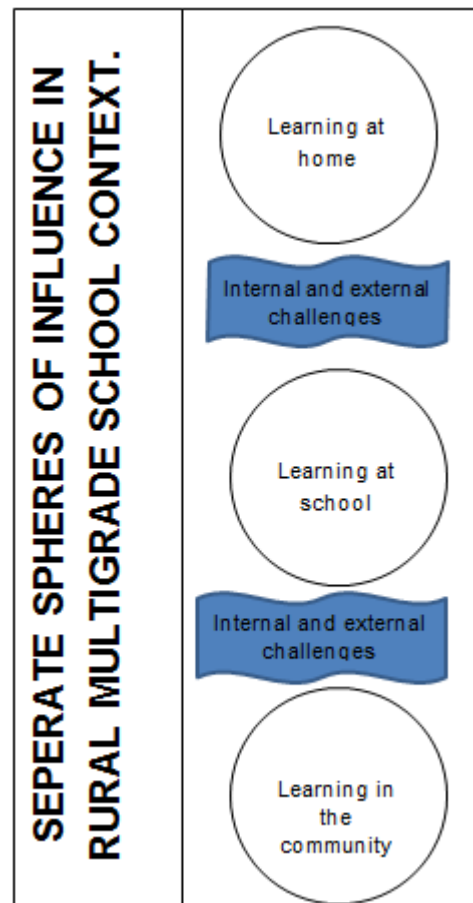 SEPERATE SPHERES OF INFLUENCE IN
RURAL MULTIGRADE SCHOOL CONTEXT.
Learning at
home
Internal and external
challenges
Learning at
school
Internal and external
challenges
Learning in
the
community